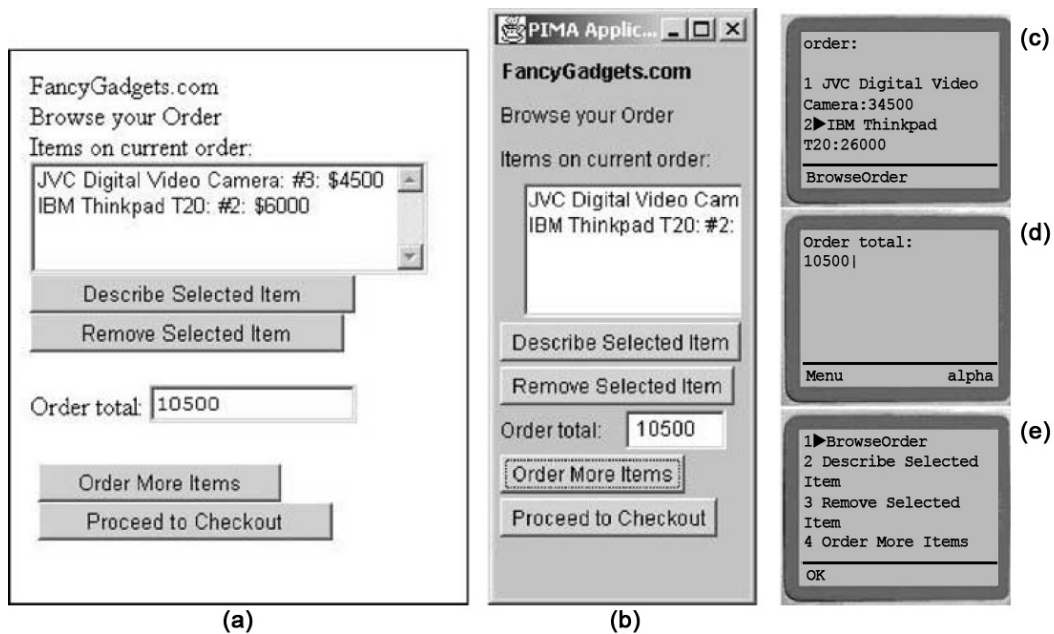 FancyGadgets.com
Browse your Order
Items on current order:
JVC Digital Video Camera: #3: $4500
IBM Thinkpad T20: #2: $6000
Describe Selected Item
Remove Selected Item
Order total: 10500
Order More Items
Proceed to Checkout
(a)
PIMA Applic...
FancyGadgets.com
Browse your Order
Items on current order:
JVC Digital Video Cam
IBM Thinkpad T20: #2:
Describe Selected Item
Remove Selected Item
Order total: 10500
Order More Items
Proceed to Checkout
(b)
order:
1 JVC Digital Video
Camera:34500
2▶IBM Thinkpad
T20:26000
BrowseOrder
(c)
Order total:
10500|
Menu alpha
(d)
1▶BrowseOrder
2 Describe Selected
Item
3 Remove Selected
Item
4 Order More Items
OK
(e)